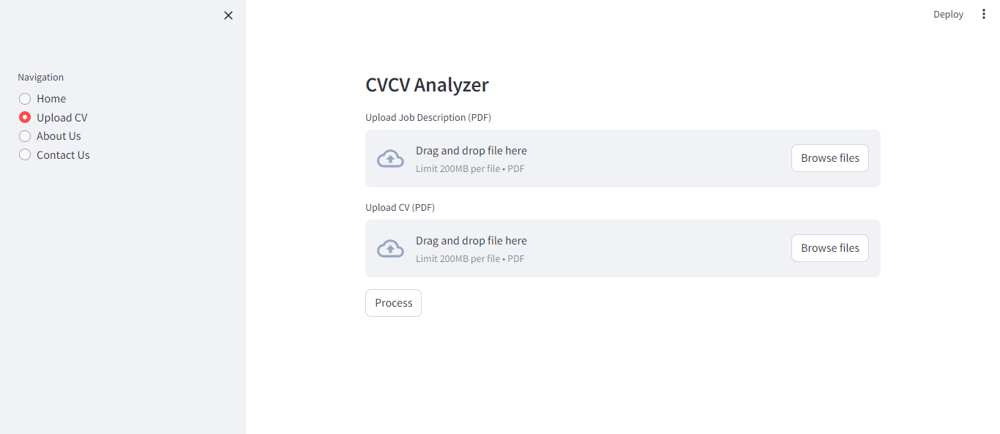 Deploy
Navigation
Home
Upload CV
About Us
Contact Us
CVCV Analyzer
Upload Job Description (PDF)
Drag and drop file here
Limit 200MB per file • PDF
Browse files
Upload CV (PDF)
Drag and drop file here
Limit 200MB per file • PDF
Browse files
Process